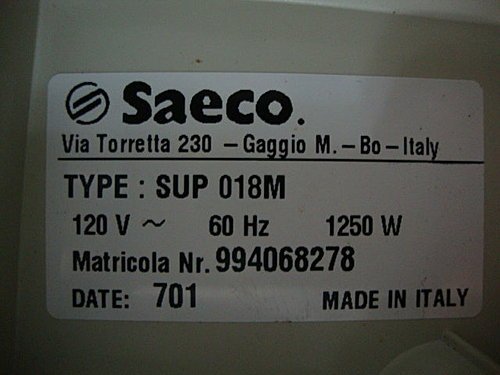 Saeco.
Via Torretta 230 – Gaggio M. – Bo – Italy
TYPE : SUP 018M
120 V ~ 60 Hz 1250 W
Matricola Nr. 994068278
DATE: 701 MADE IN ITALY